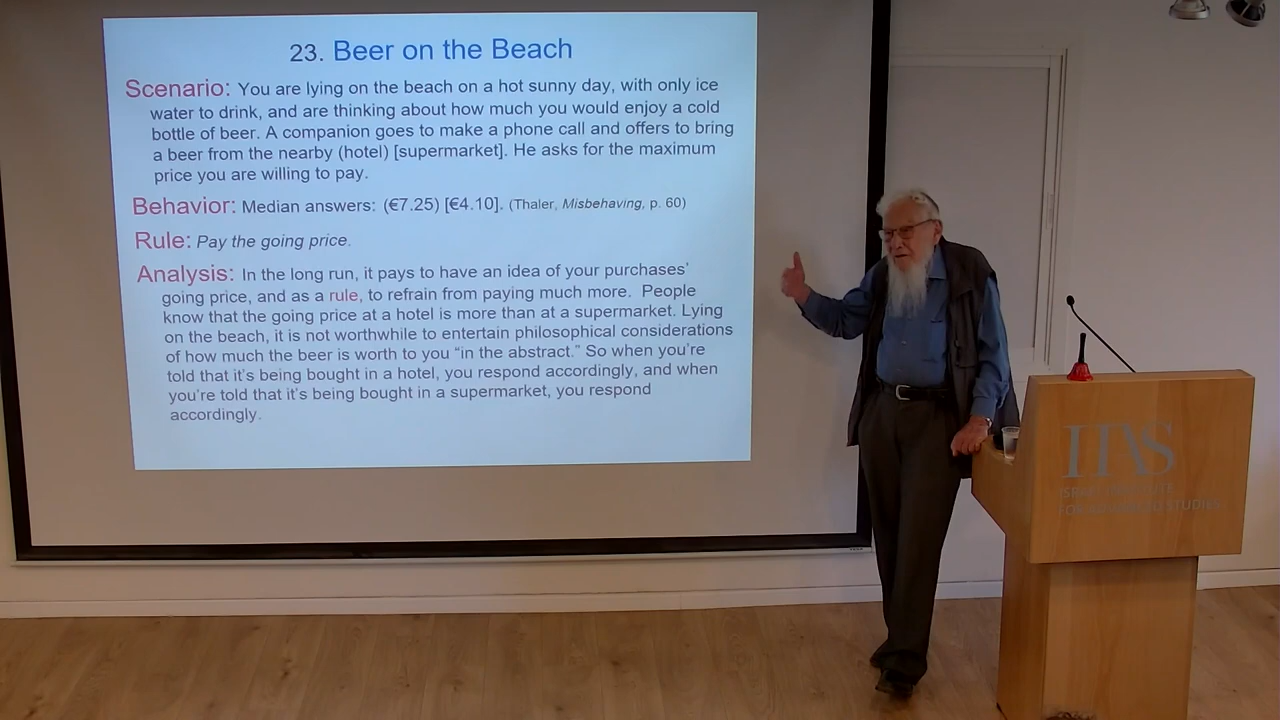 23. Beer on the Beach
Scenario: You are lying on the beach on a hot sunny day, with only ice
water to drink, and are thinking about how much you would enjoy a cold
bottle of beer. A companion goes to make a phone call and offers to bring
a beer from the nearby (hotel) [supermarket]. He asks for the maximum
price you are willing to pay.
Behavior: Median answers: (€7.25) [€4.10]. (Thaler, Misbehaving, p. 60)
Rule: Pay the going price.
Analysis: In the long run, it pays to have an idea of your purchases'
going price, and as a rule, to refrain from paying much more. People
know that the going price at a hotel is more than at a supermarket. Lying
on the beach, it is not worthwhile to entertain philosophical considerations
of how much the beer is worth to you “in the abstract.” So when you’re
told that it’s being bought in a hotel, you respond accordingly, and when
you’re told that it’s being bought in a supermarket, you respond
accordingly.
IIAS
ISRAEL INSTITUTE
FOR ADVANCED STUDIES